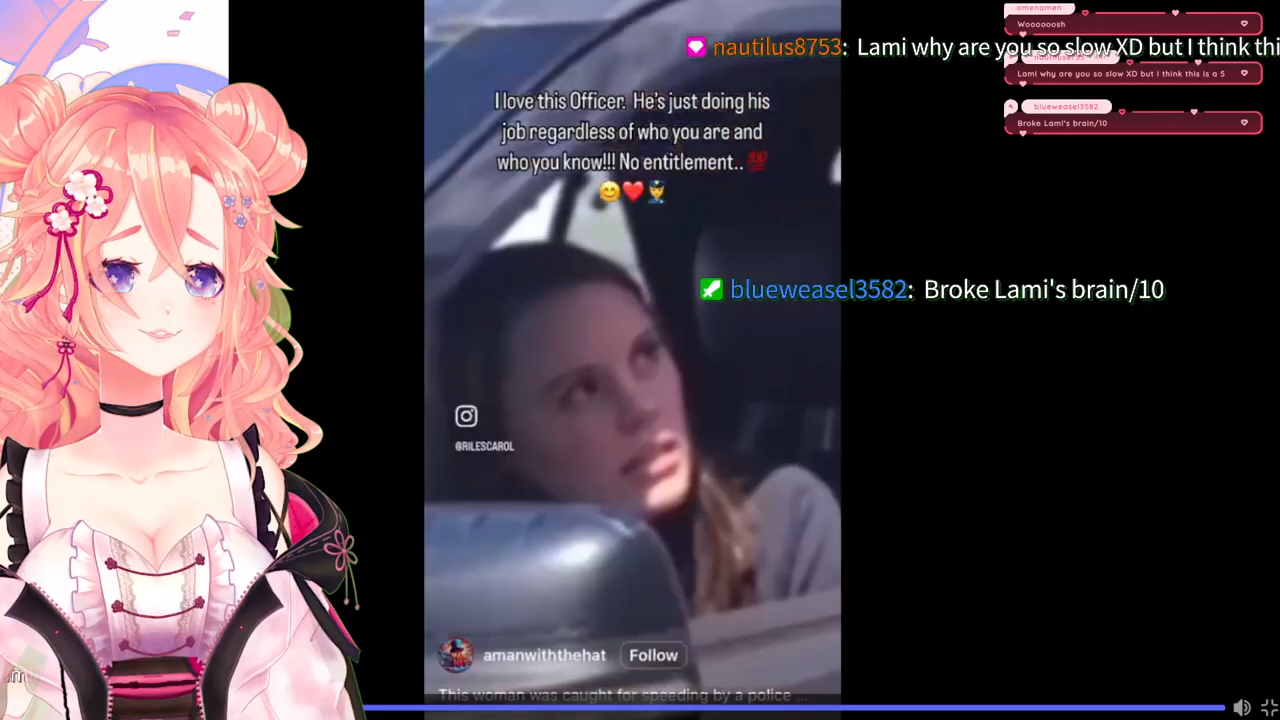 omenamen
Woooooosh
nautilus8753: Lami why are you so slow XD but I think thi
Lami why are you so slow XD but I think this is a 5
blueweasel3582
Broke Lami's brain/10
I love this Officer. He's just doing his
job regardless of who you are and
who you know!!! No entitlement.. 💯
😊❤️👮
blueweasel3582: Broke Lami's brain/10
@RILESCAROL
amanwiththehat Follow
This woman was caught for speeding by a police ...